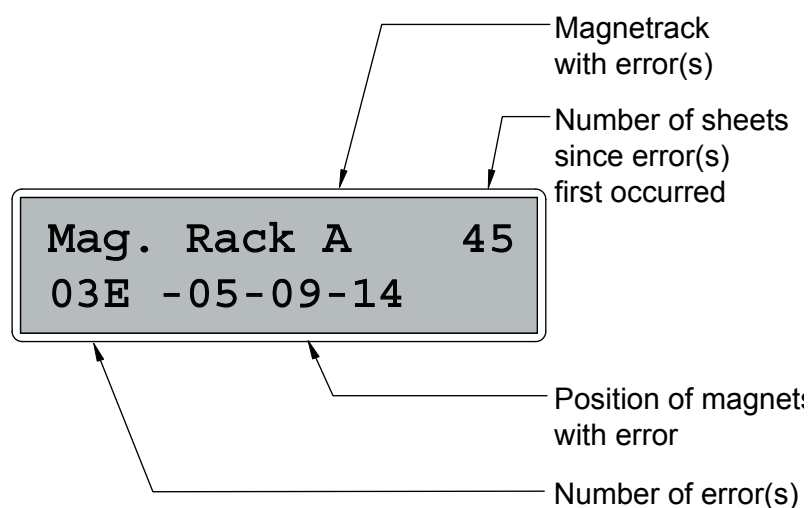 Magnetrack
with error(s)
Number of sheets
since error(s)
first occurred
Mag. Rack A 45
03E -05-09-14
Position of magnets
with error
Number of error(s)